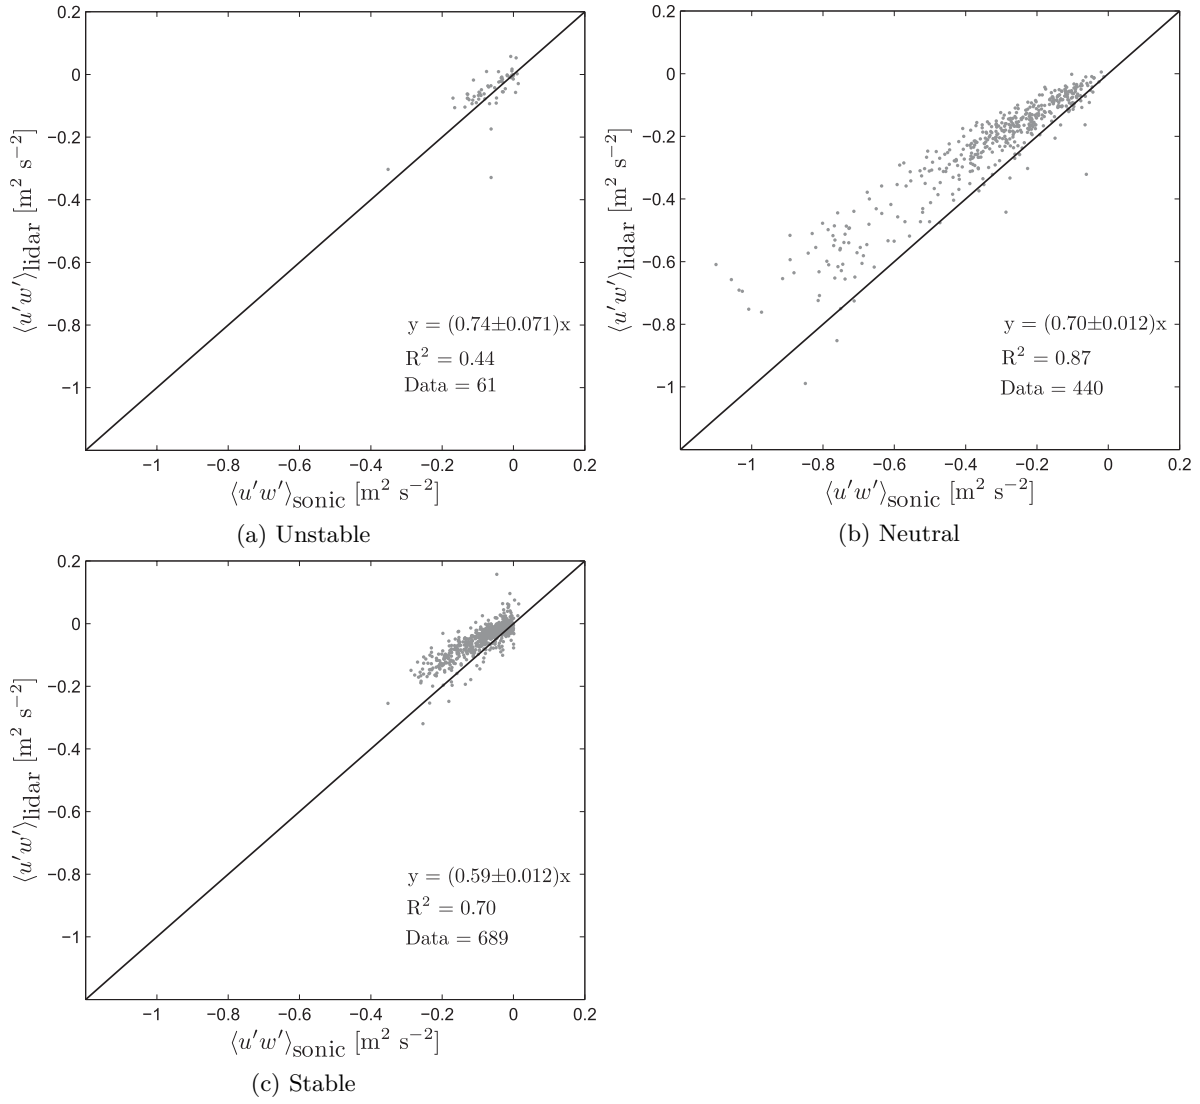 0.2
0
−0.2
−0.4
−0.6
−0.8
−1
⟨u′w′⟩lidar [m² s⁻²]
y = (0.74±0.071)x
R² = 0.44
Data = 61
−1 −0.8 −0.6 −0.4 −0.2 0 0.2
⟨u′w′⟩sonic [m² s⁻²]
(a) Unstable
0.2
0
−0.2
−0.4
−0.6
−0.8
−1
⟨u′w′⟩lidar [m² s⁻²]
y = (0.70±0.012)x
R² = 0.87
Data = 440
−1 −0.8 −0.6 −0.4 −0.2 0 0.2
⟨u′w′⟩sonic [m² s⁻²]
(b) Neutral
0.2
0
−0.2
−0.4
−0.6
−0.8
−1
⟨u′w′⟩lidar [m² s⁻²]
y = (0.59±0.012)x
R² = 0.70
Data = 689
−1 −0.8 −0.6 −0.4 −0.2 0 0.2
⟨u′w′⟩sonic [m² s⁻²]
(c) Stable